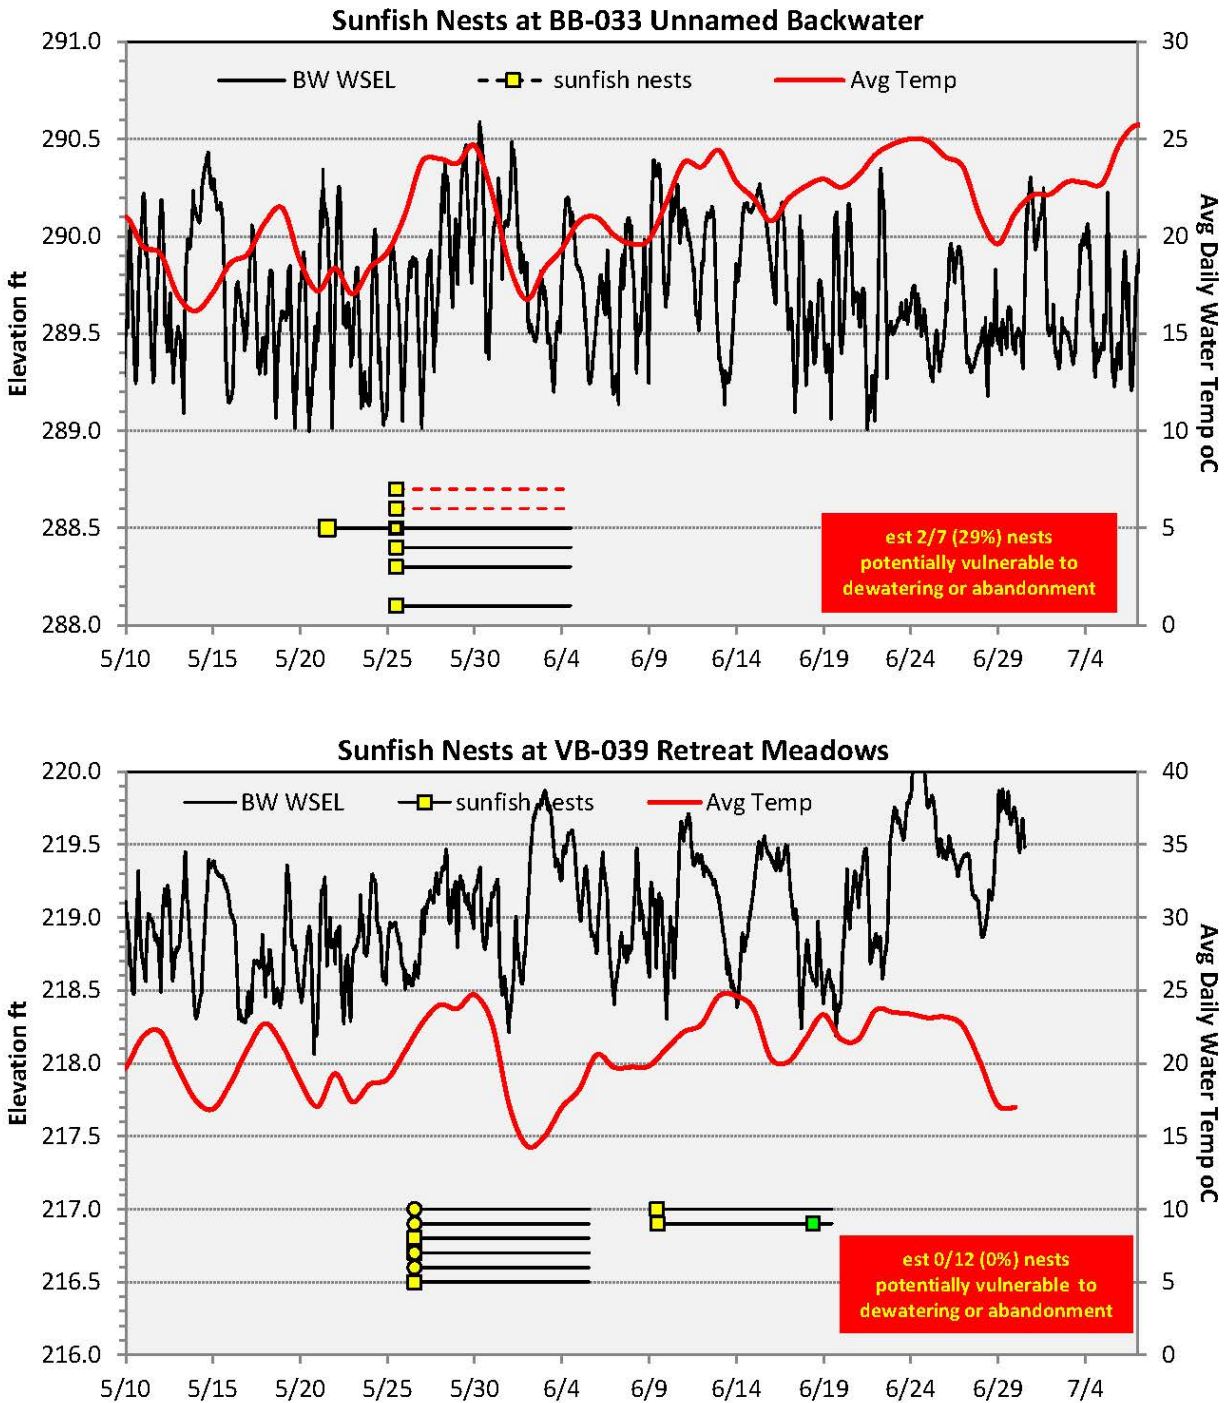 Sunfish Nests at BB-033 Unnamed Backwater
291.0
290.5
290.0
289.5
289.0
288.5
288.0
Elevation ft
BW WSEL
sunfish nests
Avg Temp
30
25
20
15
10
5
0
Avg Daily Water Temp oC
est 2/7 (29%) nests
potentially vulnerable to
dewatering or abandonment
5/10 5/15 5/20 5/25 5/30 6/4 6/9 6/14 6/19 6/24 6/29 7/4
Sunfish Nests at VB-039 Retreat Meadows
220.0
219.5
219.0
218.5
218.0
217.5
217.0
216.5
216.0
Elevation ft
BW WSEL
sunfish nests
Avg Temp
40
35
30
25
20
15
10
5
0
Avg Daily Water Temp oC
est 0/12 (0%) nests
potentially vulnerable to
dewatering or abandonment
5/10 5/15 5/20 5/25 5/30 6/4 6/9 6/14 6/19 6/24 6/29 7/4